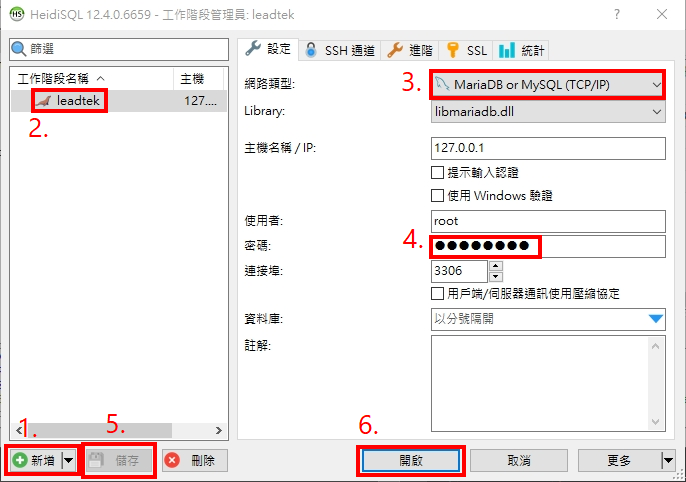 HeidiSQL 12.4.0.6659 - 工作階段管理員: leadtek
篩選
工作階段名稱 主機
leadtek 127....
2.
設定 SSH 通道 進階 SSL 統計
網路類型: 3. MariaDB or MySQL (TCP/IP)
Library: libmariadb.dll
主機名稱 / IP: 127.0.0.1
提示輸入認證
使用 Windows 驗證
使用者: root
密碼: 4. ●●●●●●●●
連接埠: 3306
用戶端/伺服器通訊使用壓縮協定
資料庫: 以分號隔開
註解:
1. 5. 6.
新增 儲存 刪除 開啟 取消 更多